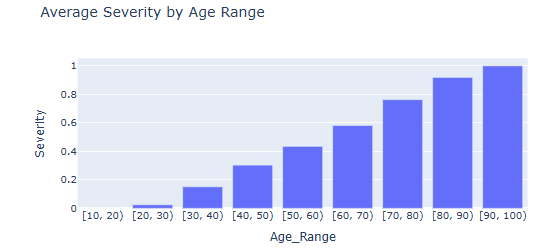 Average Severity by Age Range
Severity
1
0.8
0.6
0.4
0.2
0
[10, 20) [20, 30) [30, 40) [40, 50) [50, 60) [60, 70) [70, 80) [80, 90) [90, 100)
Age_Range